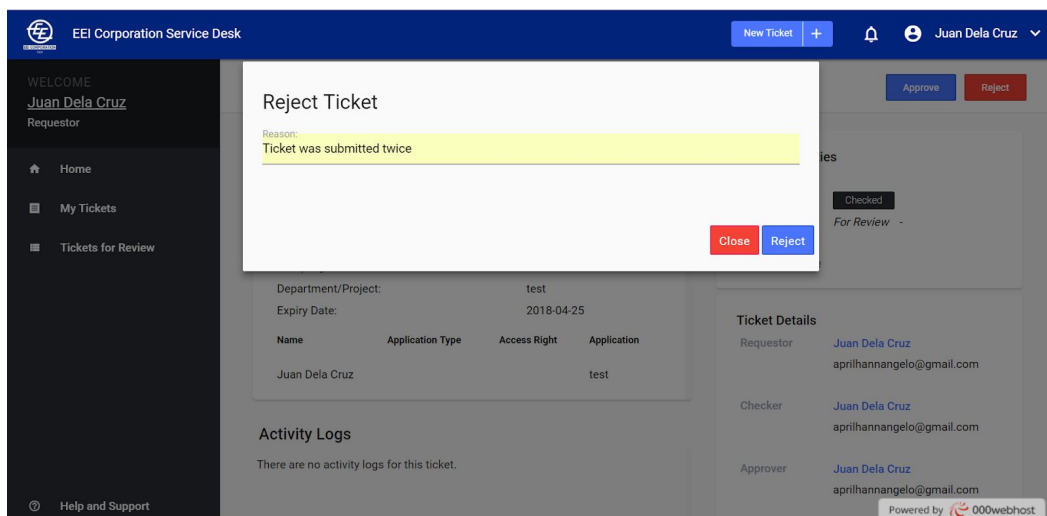 EEI Corporation Service Desk
New Ticket +
Juan Dela Cruz
WELCOME
Juan Dela Cruz
Requestor
Home
My Tickets
Tickets for Review
Help and Support
Approve
Reject
Reject Ticket
Reason:
Ticket was submitted twice
Close
Reject
Department/Project: test
Expiry Date: 2018-04-25
Name Application Type Access Right Application
Juan Dela Cruz test
Activity Logs
There are no activity logs for this ticket.
Checked
For Review -
Ticket Details
Requestor Juan Dela Cruz
aprilhannangelo@gmail.com
Checker Juan Dela Cruz
aprilhannangelo@gmail.com
Approver Juan Dela Cruz
aprilhannangelo@gmail.com
Powered by 000webhost